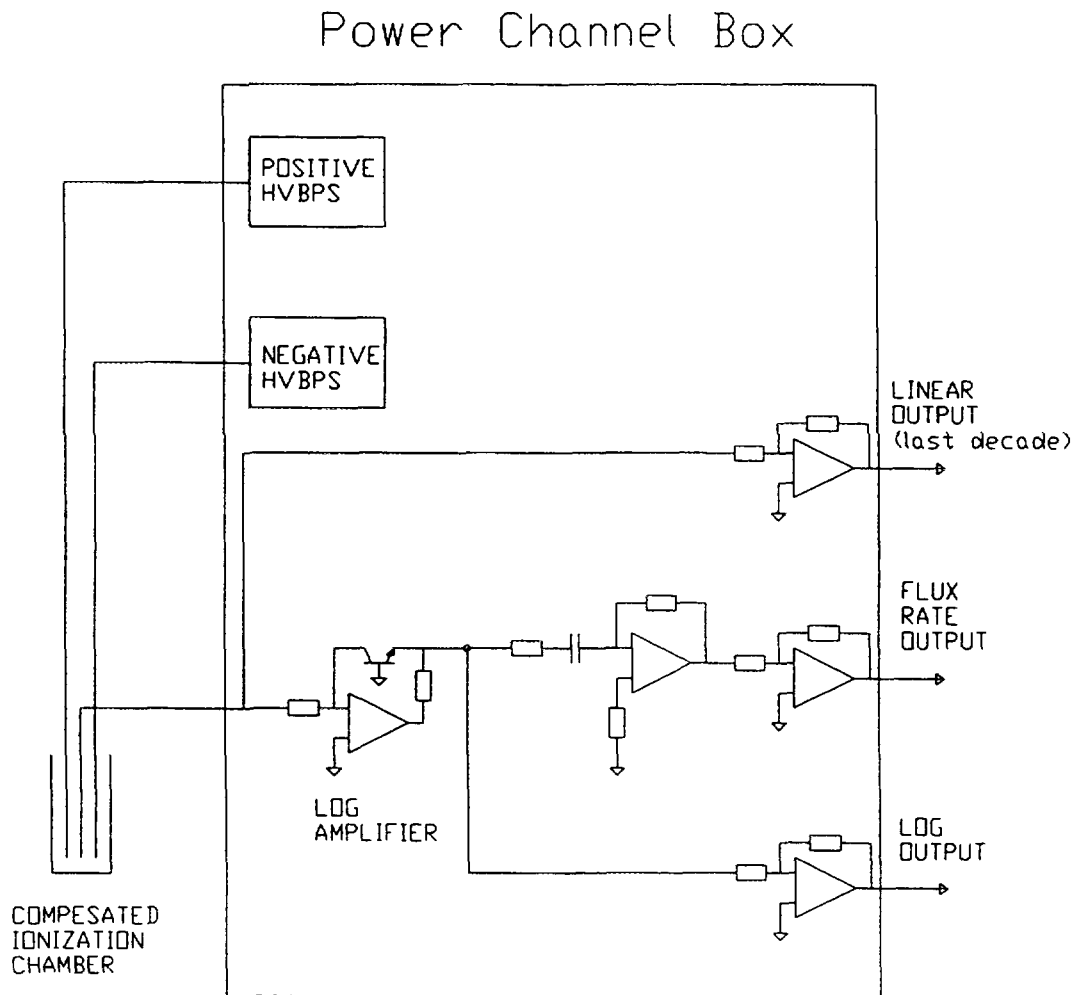 Power Channel Box
POSITIVE
HVBPS
NEGATIVE
HVBPS
LINEAR
OUTPUT
(last decade)
FLUX
RATE
OUTPUT
LOG
AMPLIFIER
LOG
OUTPUT
COMPESATED
IONIZATION
CHAMBER